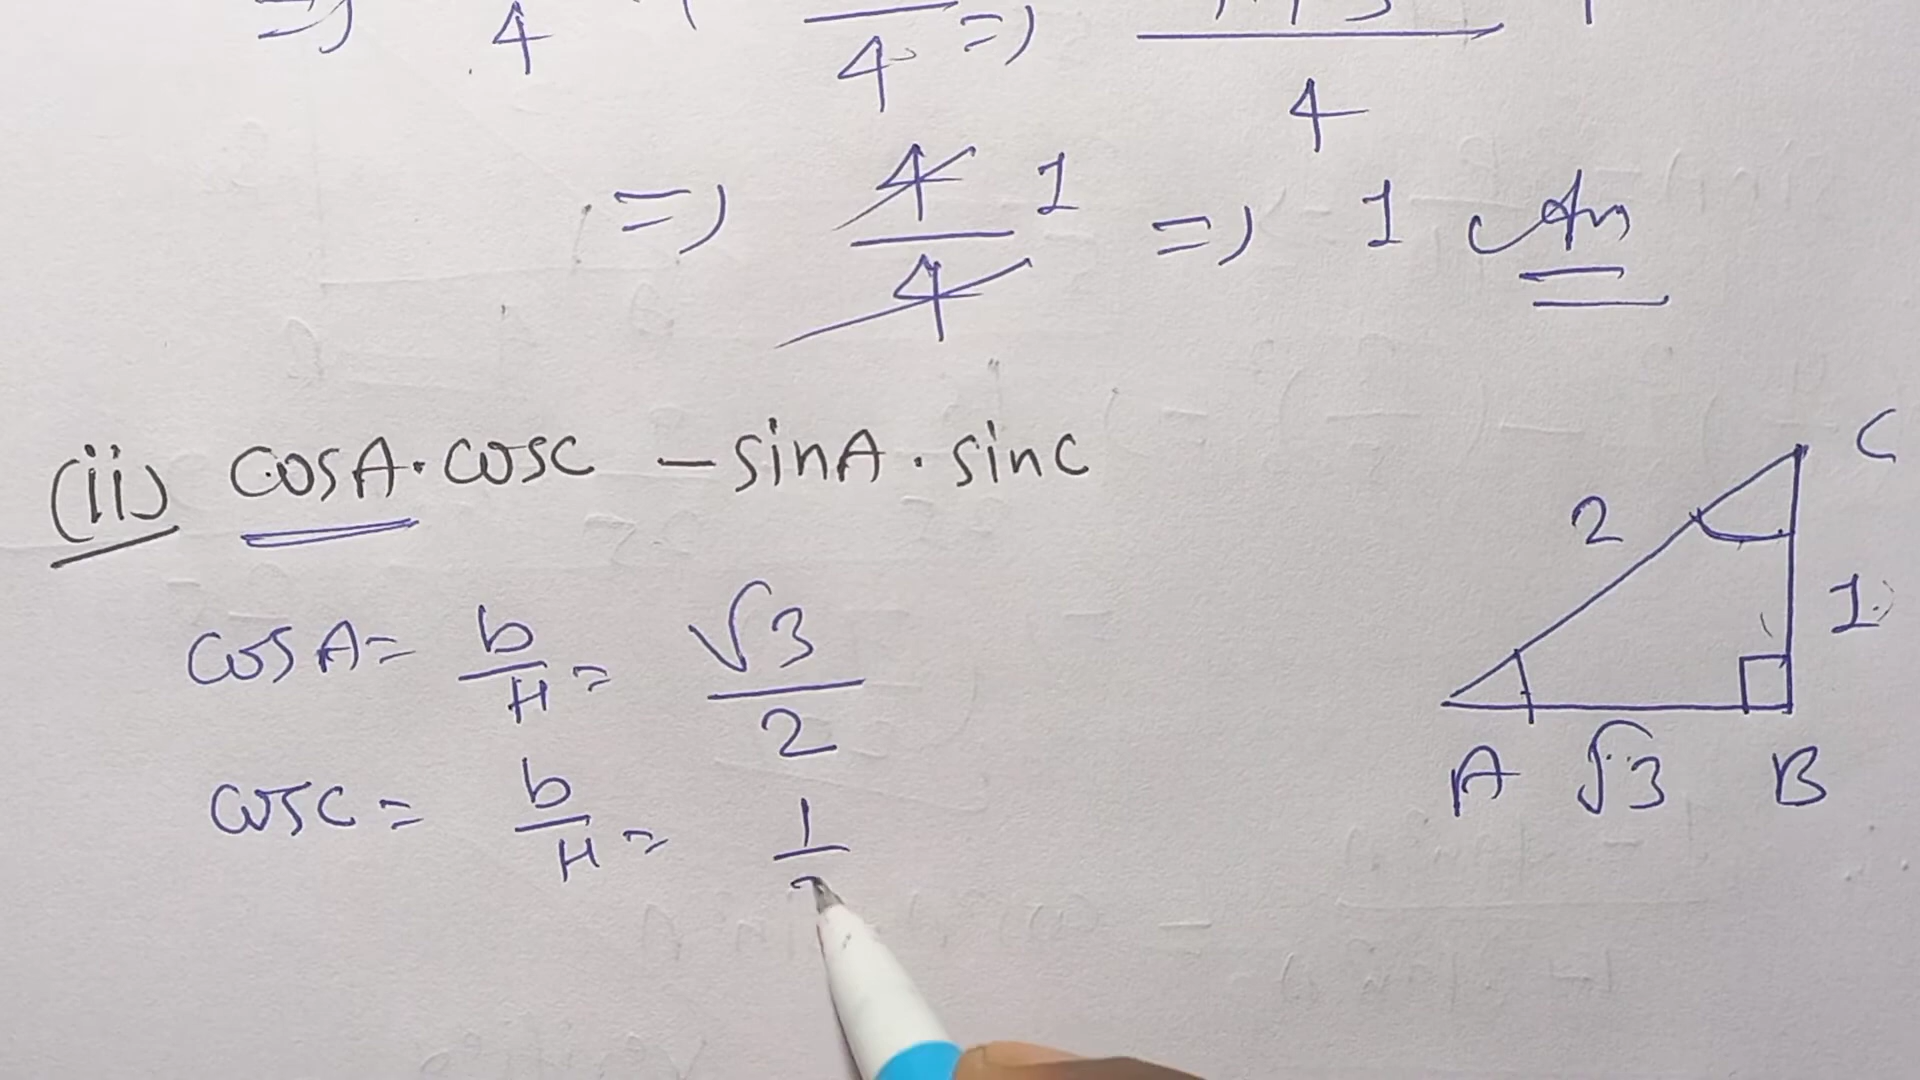 => 4 4 => 4
=> 4/4 1 => 1 Ans
(ii) cosA . cosC - sinA . sinC
cosA = b/H = √3/2
cosC = b/H = 1/
C
2
1
A √3 B